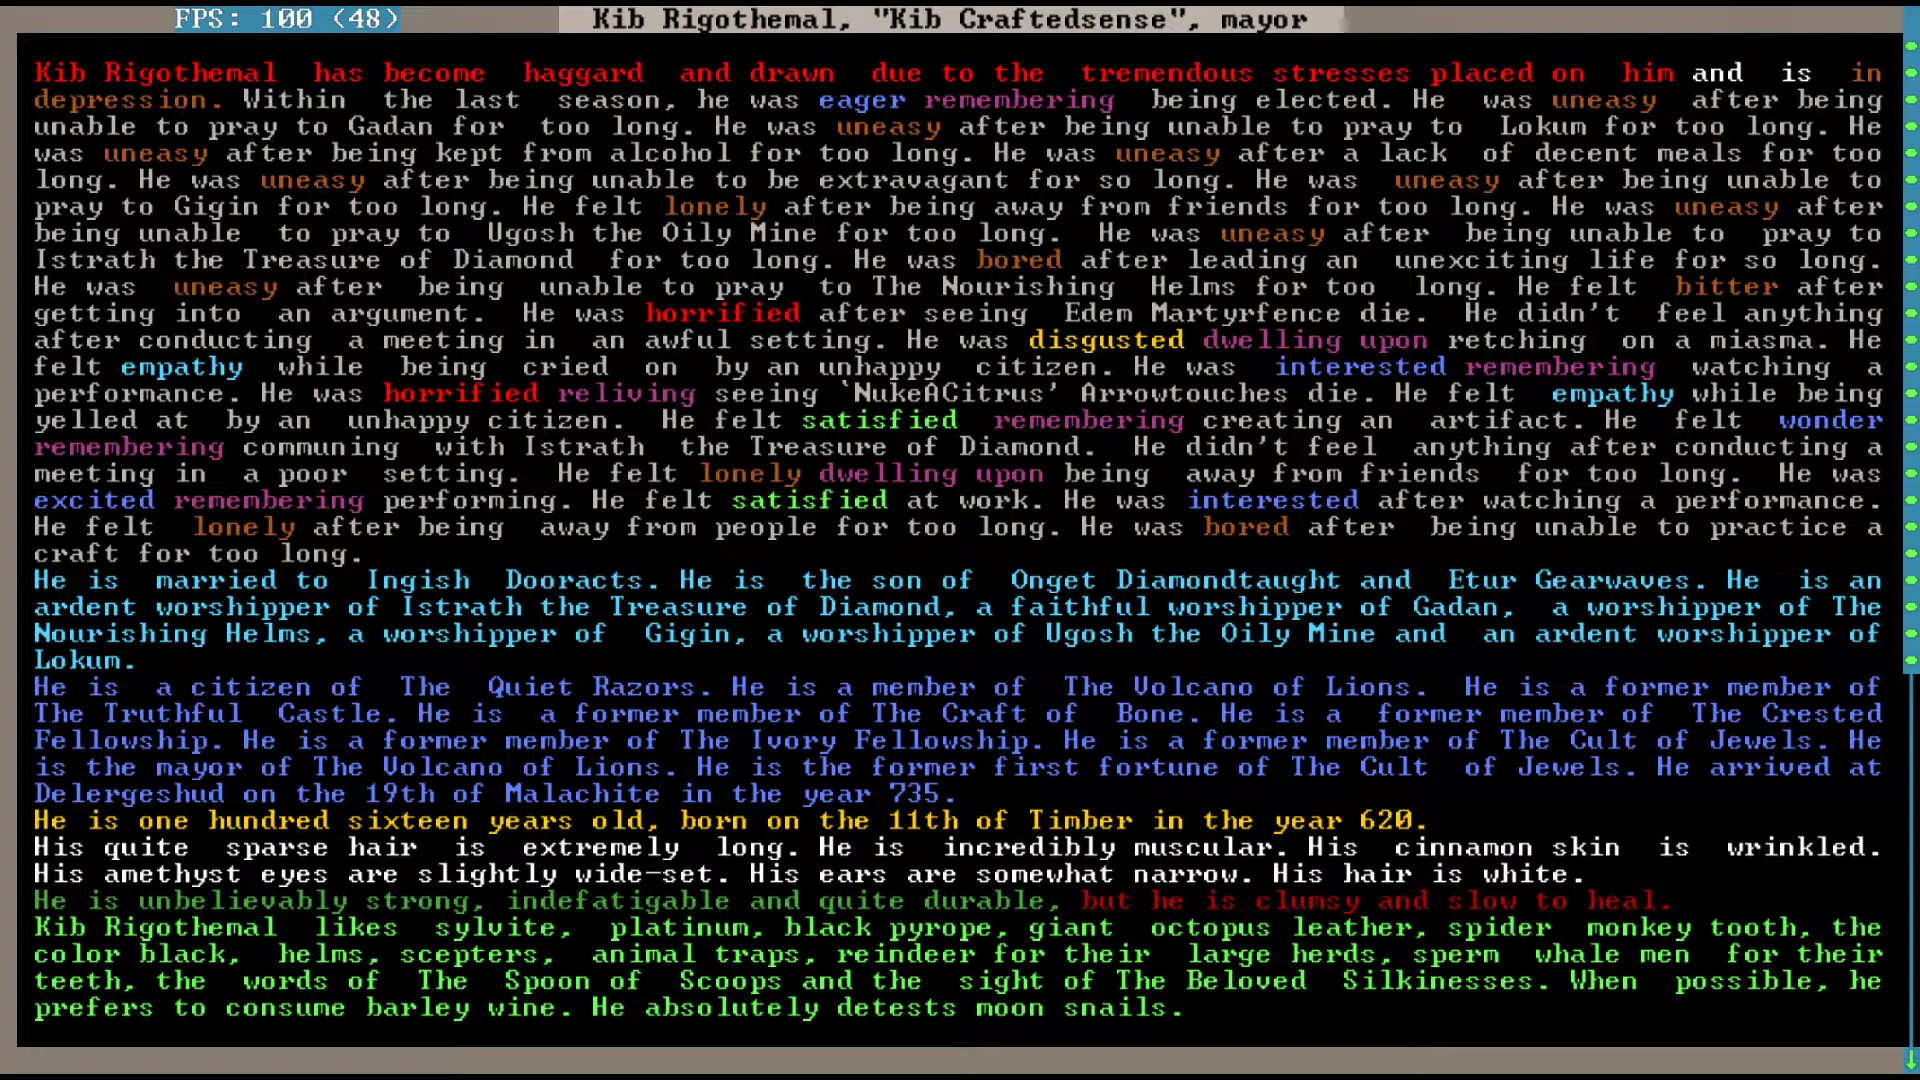 FPS: 100 (48)
Kib Rigothemal, "Kib Craftedsense", mayor
Kib Rigothemal has become haggard and drawn due to the tremendous stresses placed on him and is in
depression. Within the last season, he was eager remembering being elected. He was uneasy after being
unable to pray to Gadan for too long. He was uneasy after being unable to pray to Lokum for too long. He
was uneasy after being kept from alcohol for too long. He was uneasy after a lack of decent meals for too
long. He was uneasy after being unable to be extravagant for so long. He was uneasy after being unable to
pray to Gigin for too long. He felt lonely after being away from friends for too long. He was uneasy after
being unable to pray to Ugosh the Oily Mine for too long. He was uneasy after being unable to pray to
Istrath the Treasure of Diamond for too long. He was bored after leading an unexciting life for so long.
He was uneasy after being unable to pray to The Nourishing Helms for too long. He felt bitter after
getting into an argument. He was horrified after seeing Edem Martyrfence die. He didn't feel anything
after conducting a meeting in an awful setting. He was disgusted dwelling upon retching on a miasma. He
felt empathy while being cried on by an unhappy citizen. He was interested remembering watching a
performance. He was horrified reliving seeing `NukeACitrus' Arrowtouches die. He felt empathy while being
yelled at by an unhappy citizen. He felt satisfied remembering creating an artifact. He felt wonder
remembering communing with Istrath the Treasure of Diamond. He didn't feel anything after conducting a
meeting in a poor setting. He felt lonely dwelling upon being away from friends for too long. He was
excited remembering performing. He felt satisfied at work. He was interested after watching a performance.
He felt lonely after being away from people for too long. He was bored after being unable to practice a
craft for too long.
He is married to Ingish Dooracts. He is the son of Onget Diamondtaught and Etur Gearwaves. He is an
ardent worshipper of Istrath the Treasure of Diamond, a faithful worshipper of Gadan, a worshipper of The
Nourishing Helms, a worshipper of Gigin, a worshipper of Ugosh the Oily Mine and an ardent worshipper of
Lokum.
He is a citizen of The Quiet Razors. He is a member of The Volcano of Lions. He is a former member of
The Truthful Castle. He is a former member of The Craft of Bone. He is a former member of The Crested
Fellowship. He is a former member of The Ivory Fellowship. He is a former member of The Cult of Jewels. He
is the mayor of The Volcano of Lions. He is the former first fortune of The Cult of Jewels. He arrived at
Delergeshud on the 19th of Malachite in the year 735.
He is one hundred sixteen years old, born on the 11th of Timber in the year 620.
His quite sparse hair is extremely long. He is incredibly muscular. His cinnamon skin is wrinkled.
His amethyst eyes are slightly wide-set. His ears are somewhat narrow. His hair is white.
He is unbelievably strong, indefatigable and quite durable, but he is clumsy and slow to heal.
Kib Rigothemal likes sylvite, platinum, black pyrope, giant octopus leather, spider monkey tooth, the
color black, helms, scepters, animal traps, reindeer for their large herds, sperm whale men for their
teeth, the words of The Spoon of Scoops and the sight of The Beloved Silkinesses. When possible, he
prefers to consume barley wine. He absolutely detests moon snails.